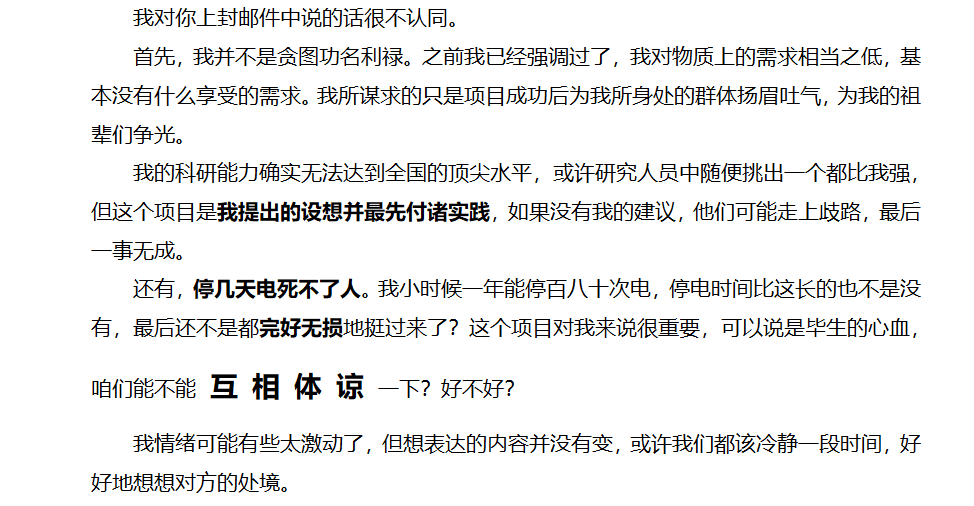 我对你上封邮件中说的话很不认同。
首先，我并不是贪图功名利禄。之前我已经强调过了，我对物质上的需求相当之低，基
本没有什么享受的需求。我所谋求的只是项目成功后为我所身处的群体扬眉吐气，为我的祖
辈们争光。
我的科研能力确实无法达到全国的顶尖水平，或许研究人员中随便挑出一个都比我强，
但这个项目是我提出的设想并最先付诸实践，如果没有我的建议，他们可能走上歧路，最后
一事无成。
还有，停几天电死不了人。我小时候一年能停百八十次电，停电时间比这长的也不是没
有，最后还不是都完好无损地挺过来了？这个项目对我来说很重要，可以说是毕生的心血，
咱们能不能 互 相 体 谅 一下？好不好？
我情绪可能有些太激动了，但想表达的内容并没有变，或许我们都该冷静一段时间，好
好地想想对方的处境。